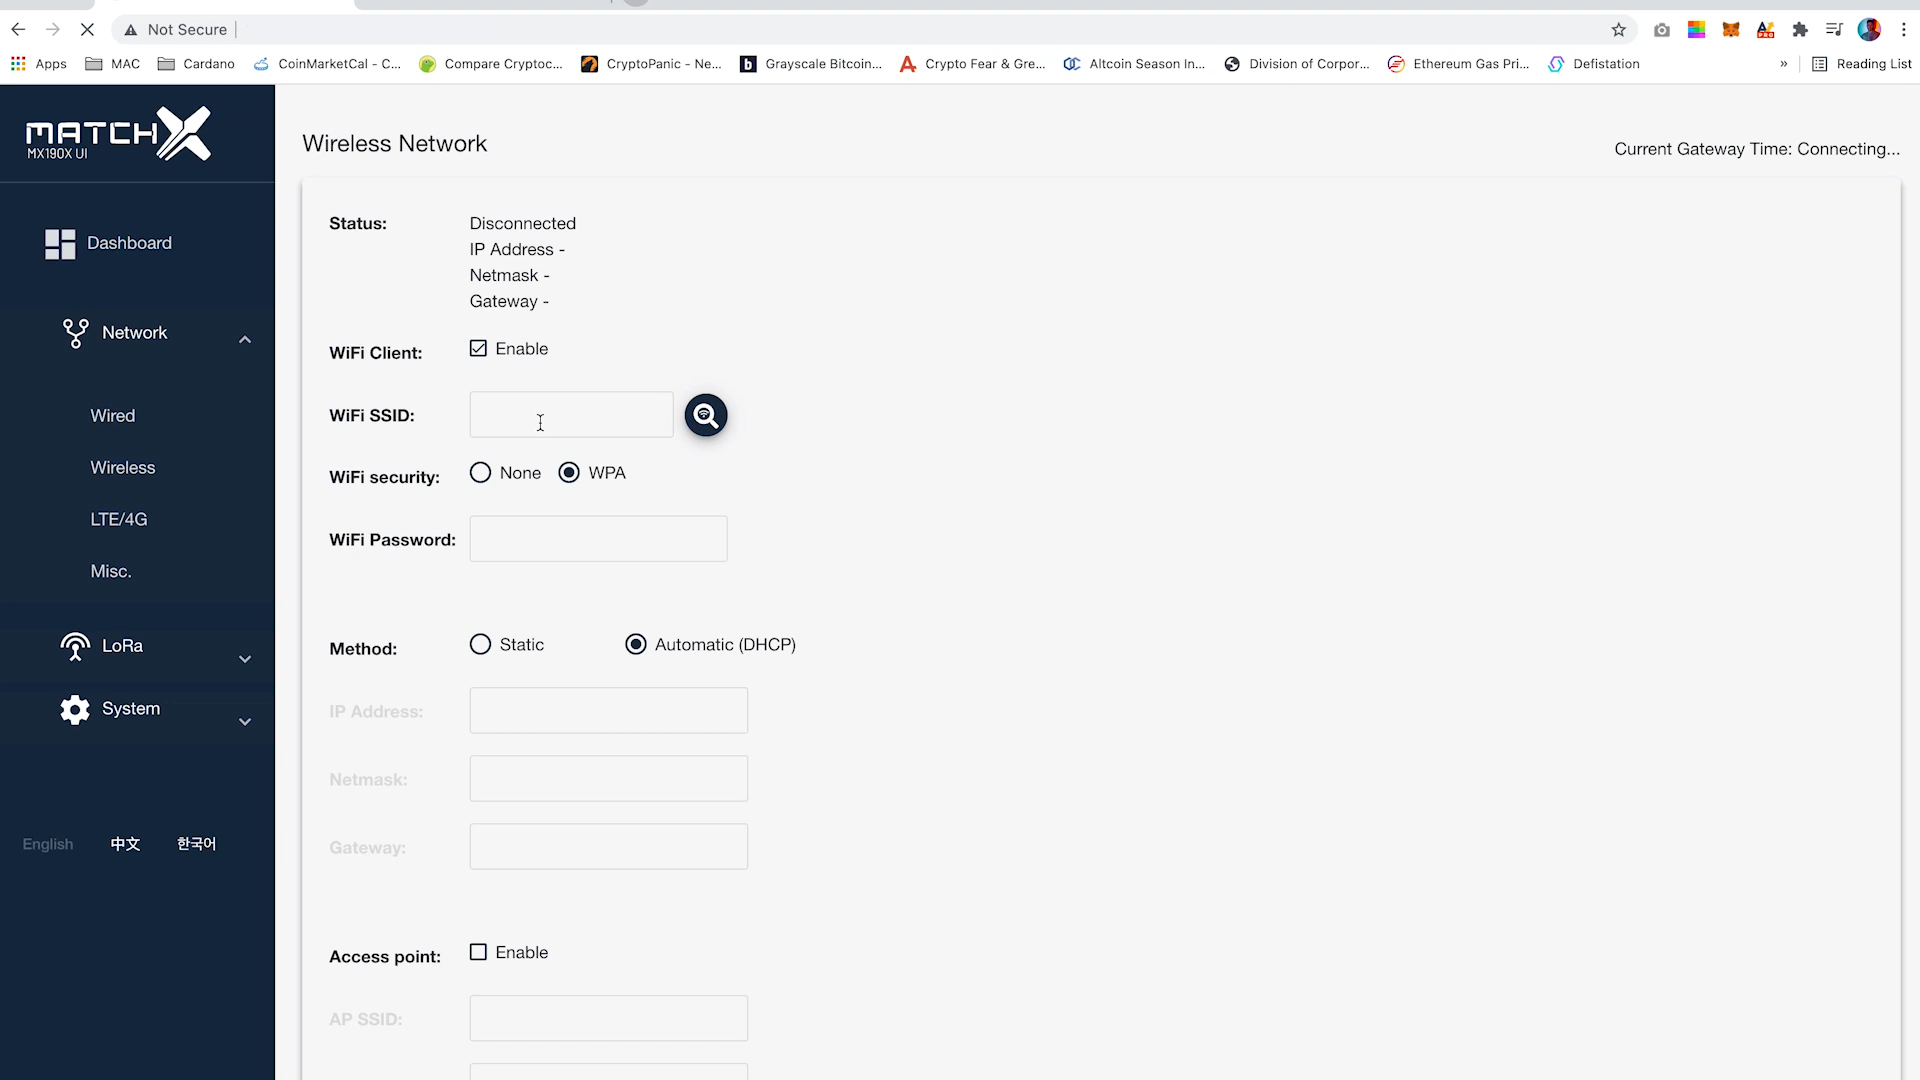 Not Secure
Apps
MAC
Cardano
CoinMarketCal - C...
Compare Cryptoc...
CryptoPanic - Ne...
Grayscale Bitcoin...
Crypto Fear & Gre...
Altcoin Season In...
Division of Corpor...
Ethereum Gas Pri...
Defistation
»
Reading List
MATCHX
MX190X UI
Dashboard
Network
Wired
Wireless
LTE/4G
Misc.
LoRa
System
English 中文 한국어
Wireless Network
Current Gateway Time: Connecting...
Status: Disconnected
IP Address -
Netmask -
Gateway -
WiFi Client: Enable
WiFi SSID:
WiFi security: None WPA
WiFi Password:
Method: Static Automatic (DHCP)
IP Address:
Netmask:
Gateway:
Access point: Enable
AP SSID: